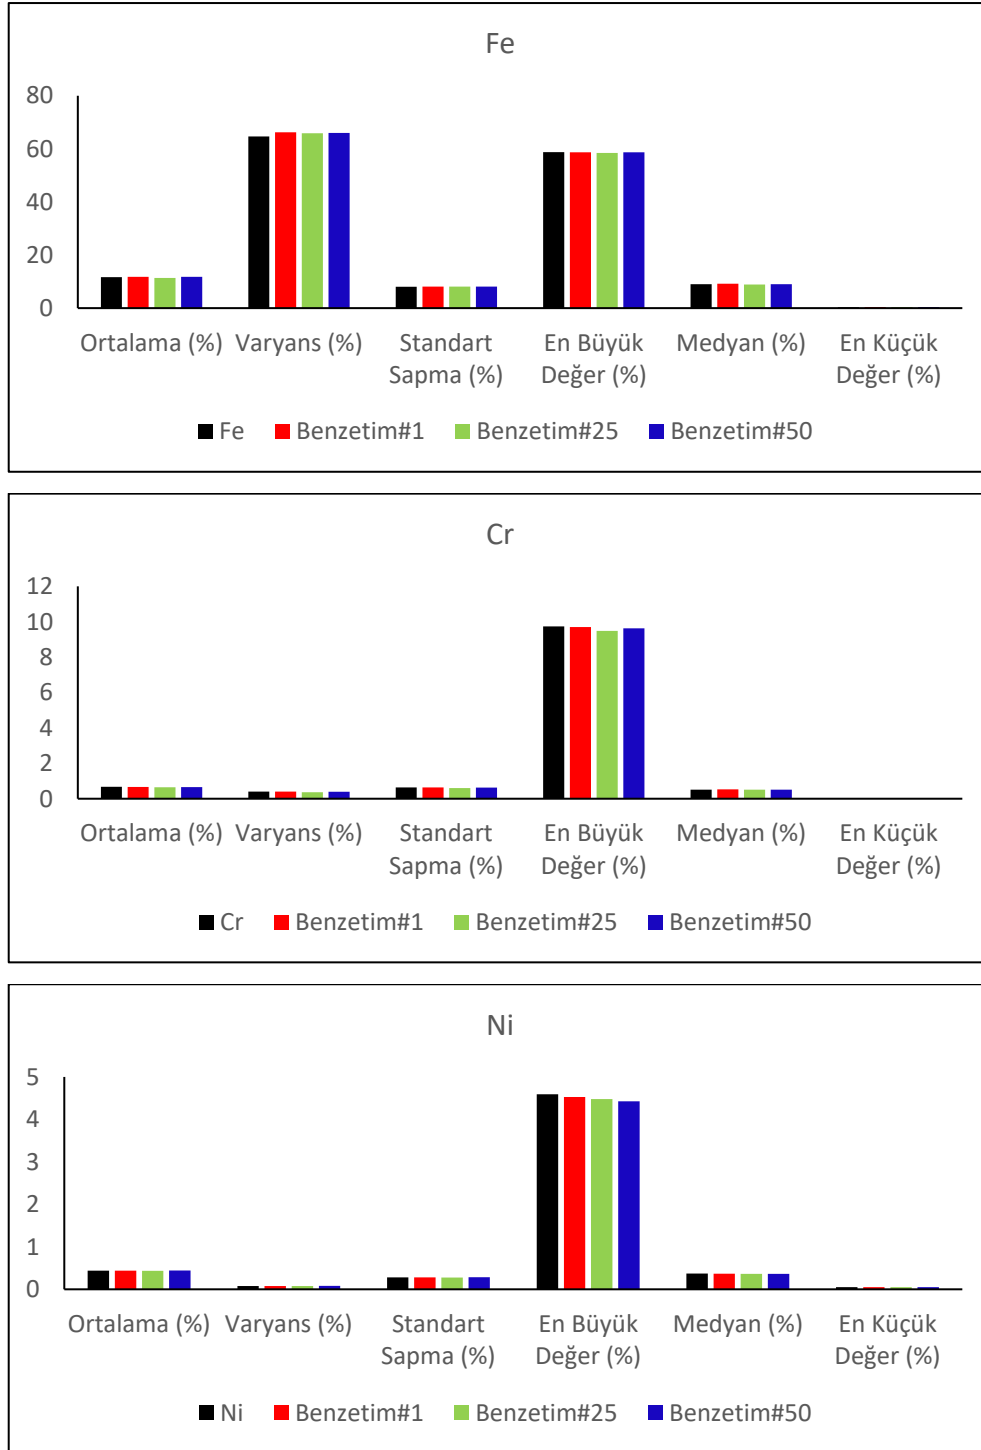 Fe
80
60
40
20
0
Ortalama (%) Varyans (%) Standart Sapma (%) En Büyük Değer (%) Medyan (%) En Küçük Değer (%)
Fe Benzetim#1 Benzetim#25 Benzetim#50
Cr
12
10
8
6
4
2
0
Ortalama (%) Varyans (%) Standart Sapma (%) En Büyük Değer (%) Medyan (%) En Küçük Değer (%)
Cr Benzetim#1 Benzetim#25 Benzetim#50
Ni
5
4
3
2
1
0
Ortalama (%) Varyans (%) Standart Sapma (%) En Büyük Değer (%) Medyan (%) En Küçük Değer (%)
Ni Benzetim#1 Benzetim#25 Benzetim#50